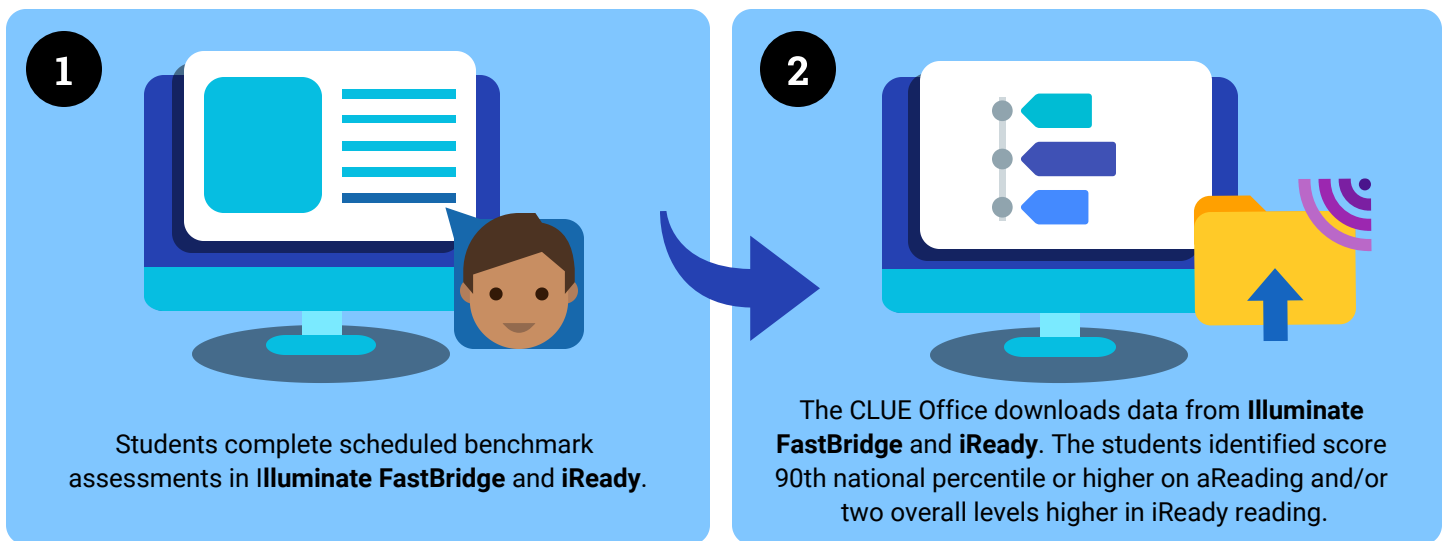 1
Students complete scheduled benchmark
assessments in Illuminate FastBridge and iReady.
2
The CLUE Office downloads data from Illuminate
FastBridge and iReady. The students identified score
90th national percentile or higher on aReading and/or
two overall levels higher in iReady reading.